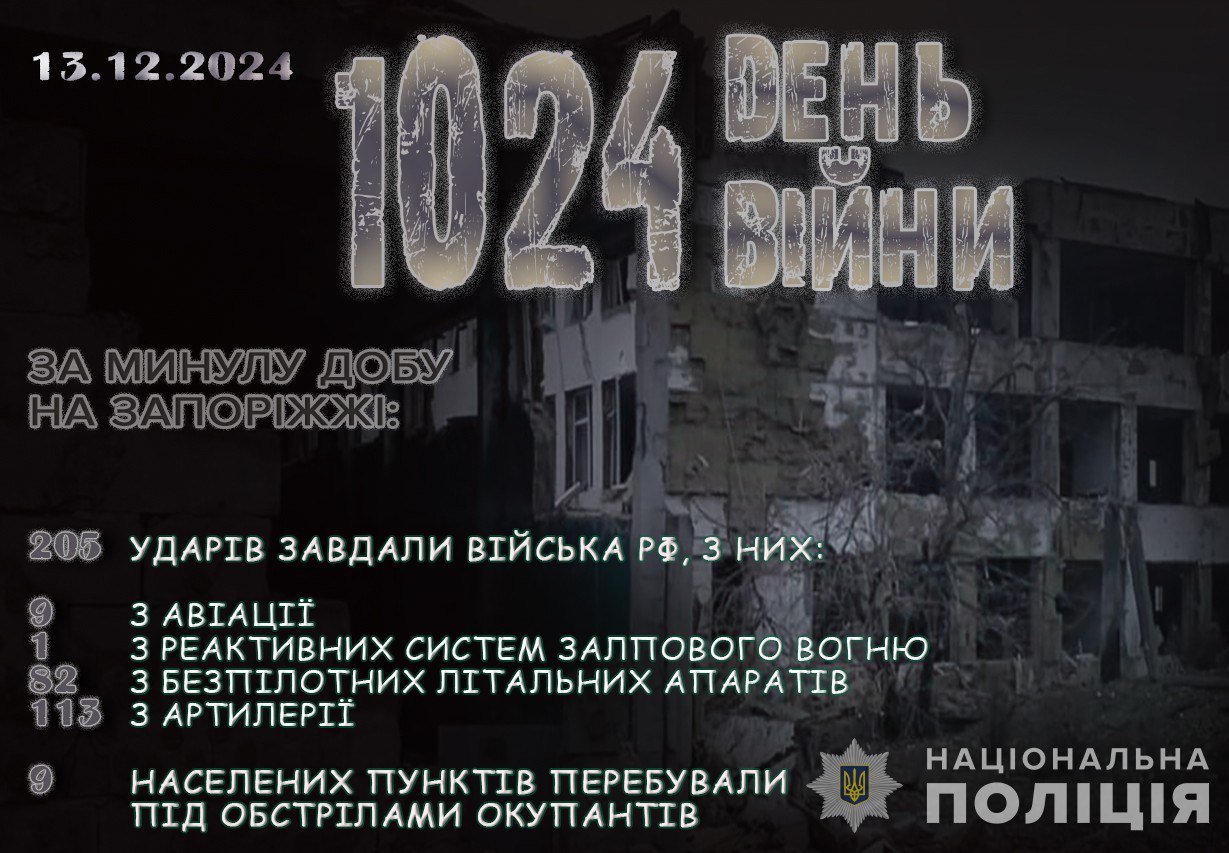 13.12.2024
1024
ДЕНЬ
ВІЙНИ
ЗА МИНУЛУ ДОБУ
НА ЗАПОРІЖЖІ:
205 УДАРІВ ЗАВДАЛИ ВІЙСЬКА РФ, З НИХ:
9 З АВІАЦІЇ
1 З РЕАКТИВНИХ СИСТЕМ ЗАЛПОВОГО ВОГНЮ
82 З БЕЗПІЛОТНИХ ЛІТАЛЬНИХ АПАРАТІВ
113 З АРТИЛЕРІЇ
9 НАСЕЛЕНИХ ПУНКТІВ ПЕРЕБУВАЛИ
ПІД ОБСТРІЛАМИ ОКУПАНТІВ
НАЦІОНАЛЬНА
ПОЛІЦІЯ